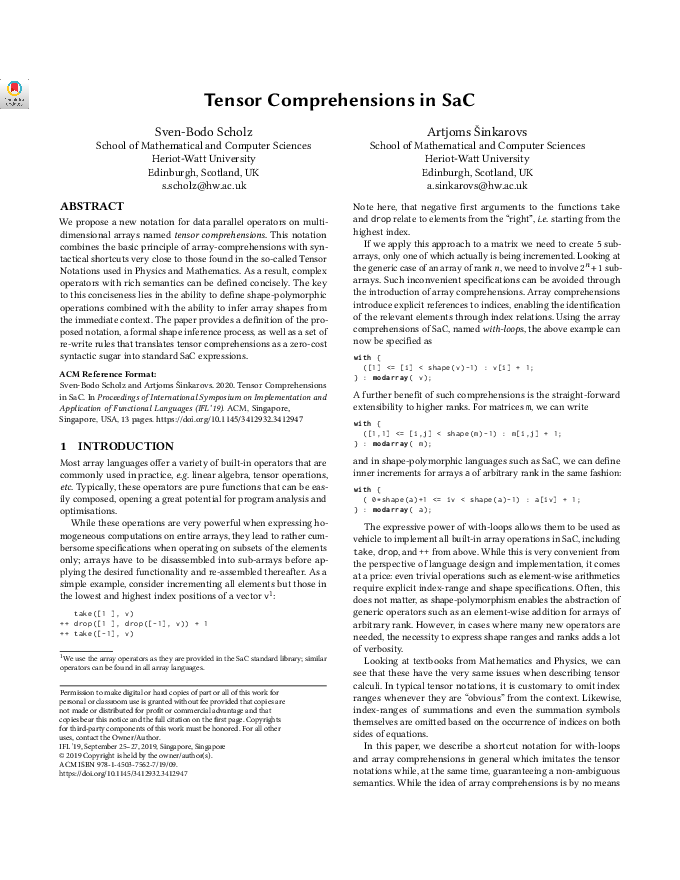 Tensor Comprehensions in SaC
Sven-Bodo Scholz
School of Mathematical and Computer Sciences
Heriot-Watt University
Edinburgh, Scotland, UK
s.scholz@hw.ac.uk
Artjoms Šinkarovs
School of Mathematical and Computer Sciences
Heriot-Watt University
Edinburgh, Scotland, UK
a.sinkarovs@hw.ac.uk
ABSTRACT
We propose a new notation for data parallel operators on multi-
dimensional arrays named tensor comprehensions. This notation
combines the basic principle of array-comprehensions with syn-
tactical shortcuts very close to those found in the so-called Tensor
Notations used in Physics and Mathematics. As a result, complex
operators with rich semantics can be defined concisely. The key
to this conciseness lies in the ability to define shape-polymorphic
operations combined with the ability to infer array shapes from
the immediate context. The paper provides a definition of the pro-
posed notation, a formal shape inference process, as well as a set of
re-write rules that translates tensor comprehensions as a zero-cost
syntactic sugar into standard SaC expressions.
ACM Reference Format:
Sven-Bodo Scholz and Artjoms Šinkarovs. 2020. Tensor Comprehensions
in SaC. In Proceedings of International Symposium on Implementation and
Application of Functional Languages (IFL'19). ACM, Singapore,
Singapore, USA, 13 pages. https://doi.org/10.1145/3412932.3412947
1 INTRODUCTION
Most array languages offer a variety of built-in operators that are
commonly used in practice, e.g. linear algebra, tensor operations,
etc. Typically, these operators are pure functions that can be eas-
ily composed, opening a great potential for program analysis and
optimisations.
While these operations are very powerful when expressing ho-
mogeneous computations on entire arrays, they lead to rather cum-
bersome specifications when operating on subsets of the elements
only; arrays have to be disassembled into sub-arrays before ap-
plying the desired functionality and re-assembled thereafter. As a
simple example, consider incrementing all elements but those in
the lowest and highest index positions of a vector v¹:
take([1 ], v)
++ drop([1 ], drop([-1], v)) + 1
++ take([-1], v)
¹We use the array operators as they are provided in the SaC standard library; similar
operators can be found in all array languages.
Permission to make digital or hard copies of part or all of this work for
personal or classroom use is granted without fee provided that copies are
not made or distributed for profit or commercial advantage and that
copies bear this notice and the full citation on the first page. Copyrights
for third-party components of this work must be honored. For all other
uses, contact the Owner/Author.
IFL '19, September 25–27, 2019, Singapore, Singapore
© 2019 Copyright is held by the owner/author(s).
ACM ISBN 978-1-4503-7562-7/19/09.
https://doi.org/10.1145/3412932.3412947
Note here, that negative first arguments to the functions take
and drop relate to elements from the "right", i.e. starting from the
highest index.
If we apply this approach to a matrix we need to create 5 sub-
arrays, only one of which actually is being incremented. Looking at
the generic case of an array of rank n, we need to involve 2ⁿ+1 sub-
arrays. Such inconvenient specifications can be avoided through
the introduction of array comprehensions. Array comprehensions
introduce explicit references to indices, enabling the identification
of the relevant elements through index relations. Using the array
comprehensions of SaC, named with-loops, the above example can
now be specified as
with {
([1] <= [i] < shape(v)-1) : v[i] + 1;
} : modarray( v);
A further benefit of such comprehensions is the straight-forward
extensibility to higher ranks. For matrices m, we can write
with {
([1,1] <= [i,j] < shape(m)-1) : m[i,j] + 1;
} : modarray( m);
and in shape-polymorphic languages such as SaC, we can define
inner increments for arrays a of arbitrary rank in the same fashion:
with {
( 0*shape(a)+1 <= iv < shape(a)-1) : a[iv] + 1;
} : modarray( a);
The expressive power of with-loops allows them to be used as
vehicle to implement all built-in array operations in SaC, including
take, drop, and ++ from above. While this is very convenient from
the perspective of language design and implementation, it comes
at a price: even trivial operations such as element-wise arithmetics
require explicit index-range and shape specifications. Often, this
does not matter, as shape-polymorphism enables the abstraction of
generic operators such as an element-wise addition for arrays of
arbitrary rank. However, in cases where many new operators are
needed, the necessity to express shape ranges and ranks adds a lot
of verbosity.
Looking at textbooks from Mathematics and Physics, we can
see that these have the very same issues when describing tensor
calculi. In typical tensor notations, it is customary to omit index
ranges whenever they are "obvious" from the context. Likewise,
index-ranges of summations and even the summation symbols
themselves are omitted based on the occurrence of indices on both
sides of equations.
In this paper, we describe a shortcut notation for with-loops
and array comprehensions in general which imitates the tensor
notations while, at the same time, guaranteeing a non-ambiguous
semantics. While the idea of array comprehensions is by no means